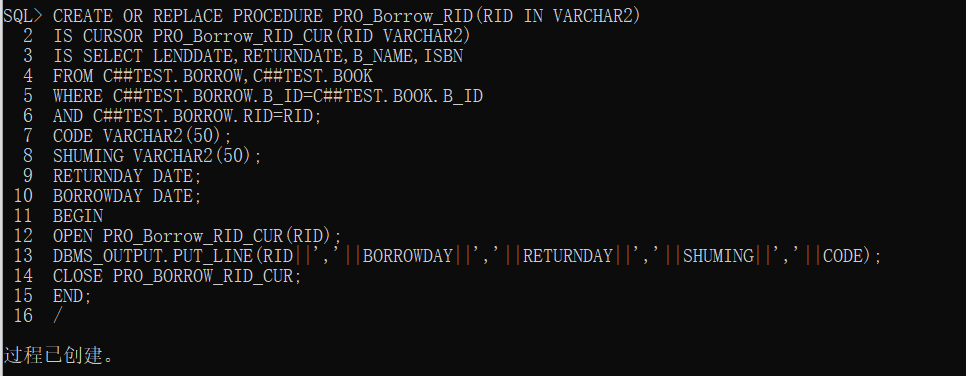 SQL> CREATE OR REPLACE PROCEDURE PRO_Borrow_RID(RID IN VARCHAR2)
2 IS CURSOR PRO_Borrow_RID_CUR(RID VARCHAR2)
3 IS SELECT LENDDATE,RETURNDATE,B_NAME,ISBN
4 FROM C##TEST.BORROW,C##TEST.BOOK
5 WHERE C##TEST.BORROW.B_ID=C##TEST.BOOK.B_ID
6 AND C##TEST.BORROW.RID=RID;
7 CODE VARCHAR2(50);
8 SHUMING VARCHAR2(50);
9 RETURNDAY DATE;
10 BORROWDAY DATE;
11 BEGIN
12 OPEN PRO_Borrow_RID_CUR(RID);
13 DBMS_OUTPUT.PUT_LINE(RID||','||BORROWDAY||','||RETURNDAY||','||SHUMING||','||CODE);
14 CLOSE PRO_BORROW_RID_CUR;
15 END;
16 /
过程已创建。